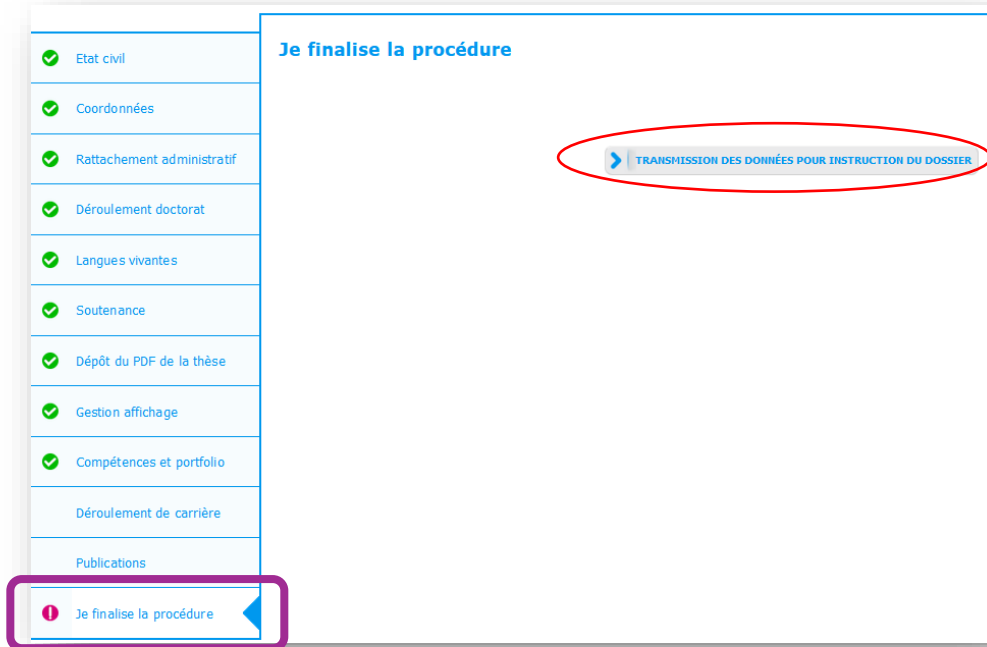 Etat civil
Coordonnées
Rattachement administratif
Déroulement doctorat
Langues vivantes
Soutenance
Dépôt du PDF de la thèse
Gestion affichage
Compétences et portfolio
Déroulement de carrière
Publications
Je finalise la procédure
Je finalise la procédure
TRANSMISSION DES DONNÉES POUR INSTRUCTION DU DOSSIER